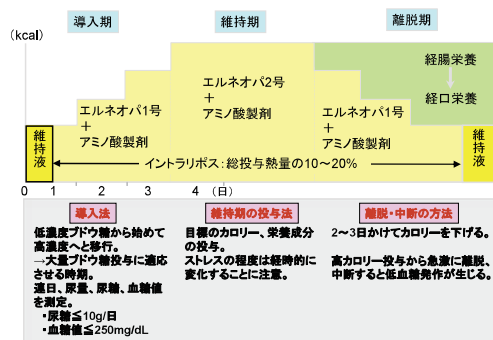 導入期
維持期
離脱期
(kcal)
経腸栄養
経口栄養
エルネオパ1号
+
アミノ酸製剤
エルネオパ2号
+
アミノ酸製剤
エルネオパ1号
+
アミノ酸製剤
維持液
イントラリポス:総投与熱量の10〜20%
維持液
0 1 2 3 4 (日)
導入法
低濃度ブドウ糖から始めて
高濃度へと移行。
→大量ブドウ糖投与に適応
させる時期。
連日、尿量、尿糖、血糖値
を測定。
・尿糖≦10g/日
・血糖値≦250mg/dL
維持期の投与法
目標のカロリー、栄養成分
の投与。
ストレスの程度は経時的に
変化することに注意。
離脱・中断の方法
2〜3日かけてカロリーを下げる。
高カロリー投与から急激に離脱、
中断すると低血糖発作が生じる。